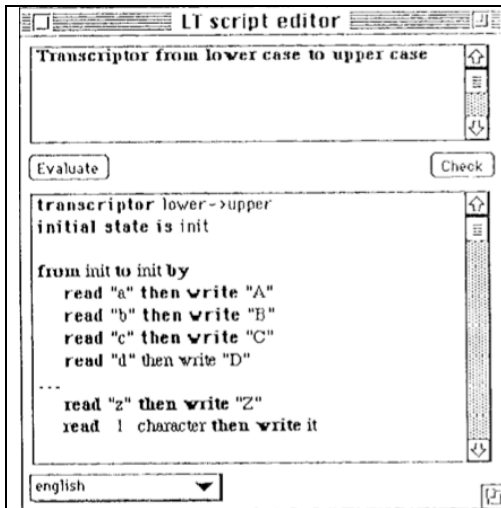 LT script editor
Transcriptor from lower case to upper case
Evaluate
Check
transcriptor lower->upper
initial state is init
from init to init by
read "a" then write "A"
read "b" then write "B"
read "c" then write "C"
read "d" then write "D"
...
read "z" then write "Z"
read 1 character then write it
english